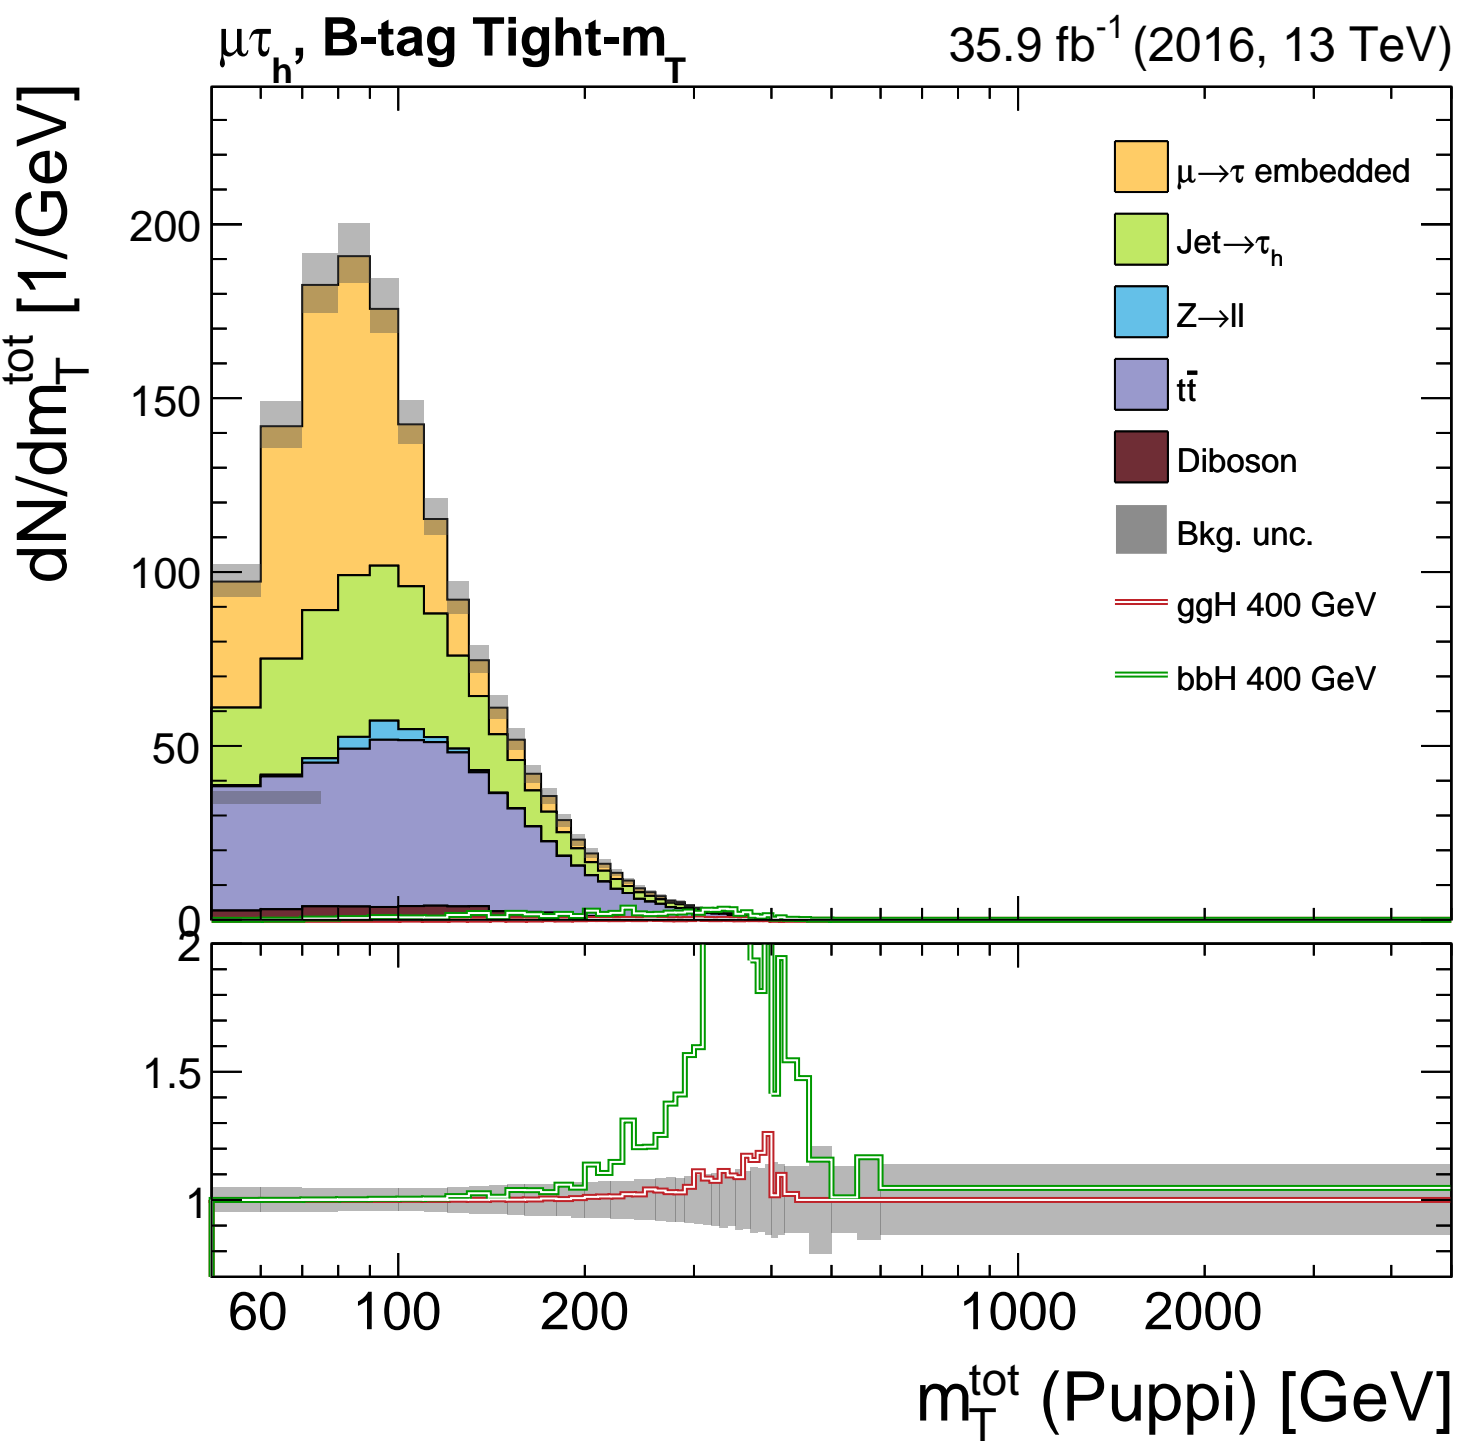 μτh, B-tag Tight-mT
35.9 fb-1 (2016, 13 TeV)
dN/dmTtot [1/GeV]
200
150
100
50
0
μ→τ embedded
Jet→τh
Z→ll
tt̄
Diboson
Bkg. unc.
ggH 400 GeV
bbH 400 GeV
2
1.5
1
60 100 200 1000 2000
mTtot (Puppi) [GeV]